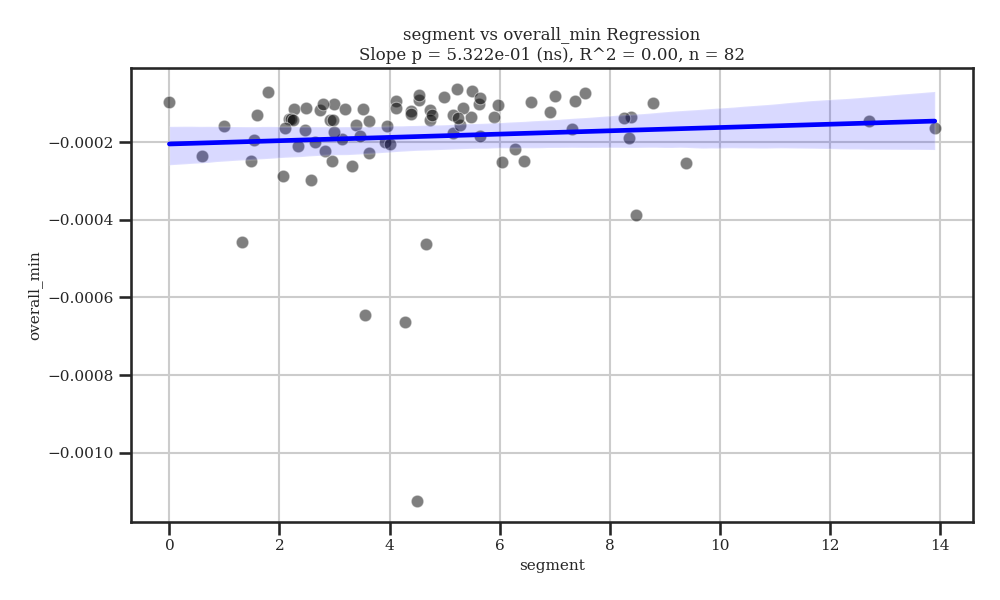 segment vs overall_min Regression
Slope p = 5.322e-01 (ns), R^2 = 0.00, n = 82
overall_min
−0.0002
−0.0004
−0.0006
−0.0008
−0.0010
0 2 4 6 8 10 12 14
segment